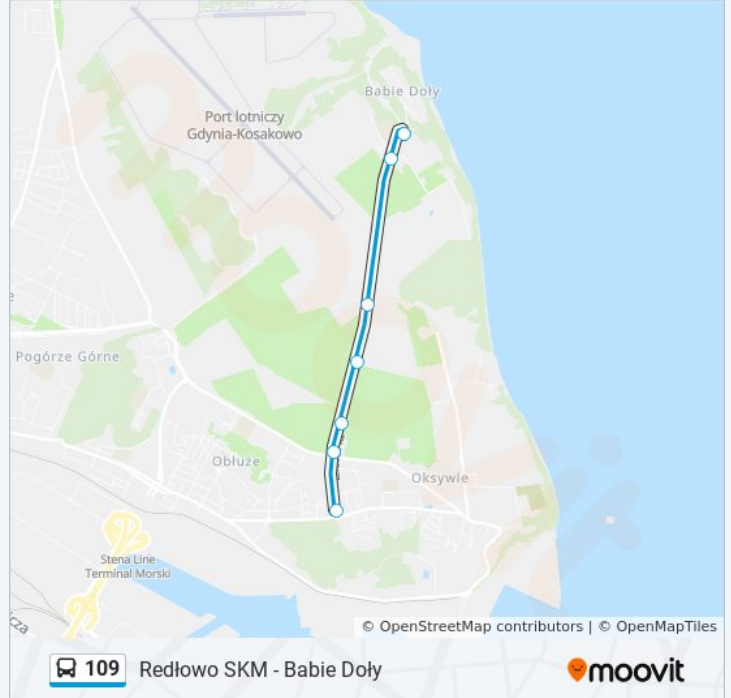 Babie Doły
Port lotniczy
Gdynia-Kosakowo
Pogórze Górne
Obłuże
Oksywie
Stena Line
Terminal Morski
© OpenStreetMap contributors | © OpenMapTiles
109 Redłowo SKM - Babie Doły
moovit